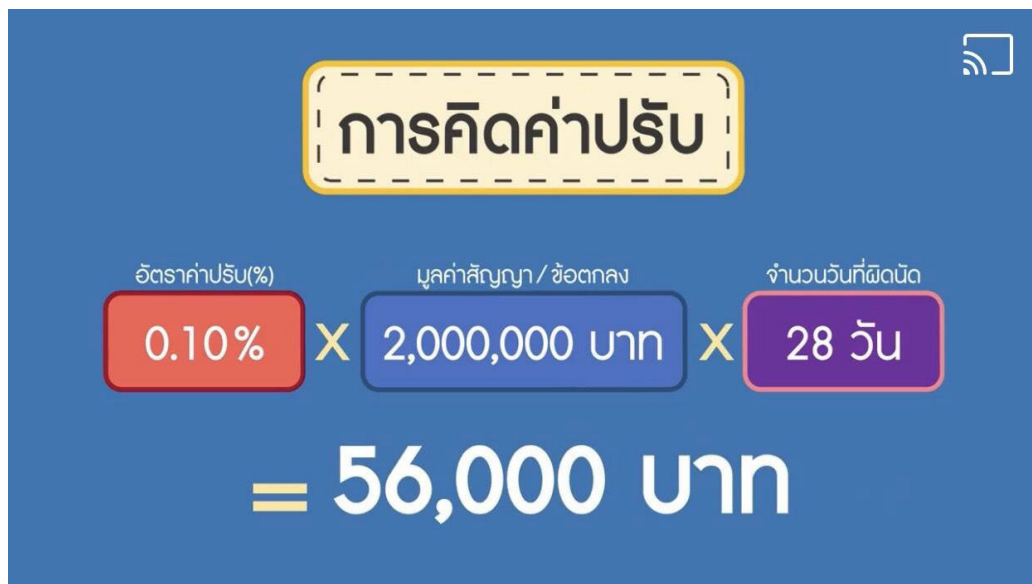 การคิดค่าปรับ
อัตราค่าปรับ(%) มูลค่าสัญญา / ข้อตกลง จำนวนวันที่ผิดนัด
0.10% X 2,000,000 บาท X 28 วัน
= 56,000 บาท